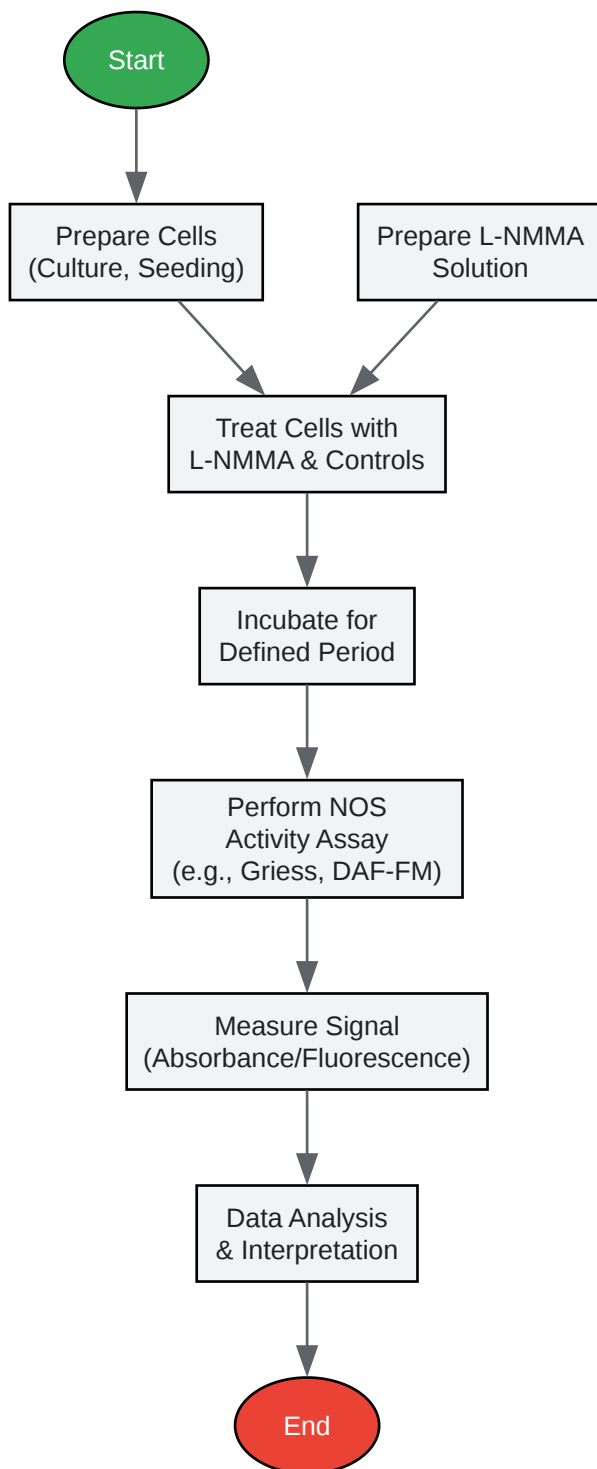 Start
Prepare Cells
(Culture, Seeding)
Prepare L-NMMA
Solution
Treat Cells with
L-NMMA & Controls
Incubate for
Defined Period
Perform NOS
Activity Assay
(e.g., Griess, DAF-FM)
Measure Signal
(Absorbance/Fluorescence)
Data Analysis
& Interpretation
End